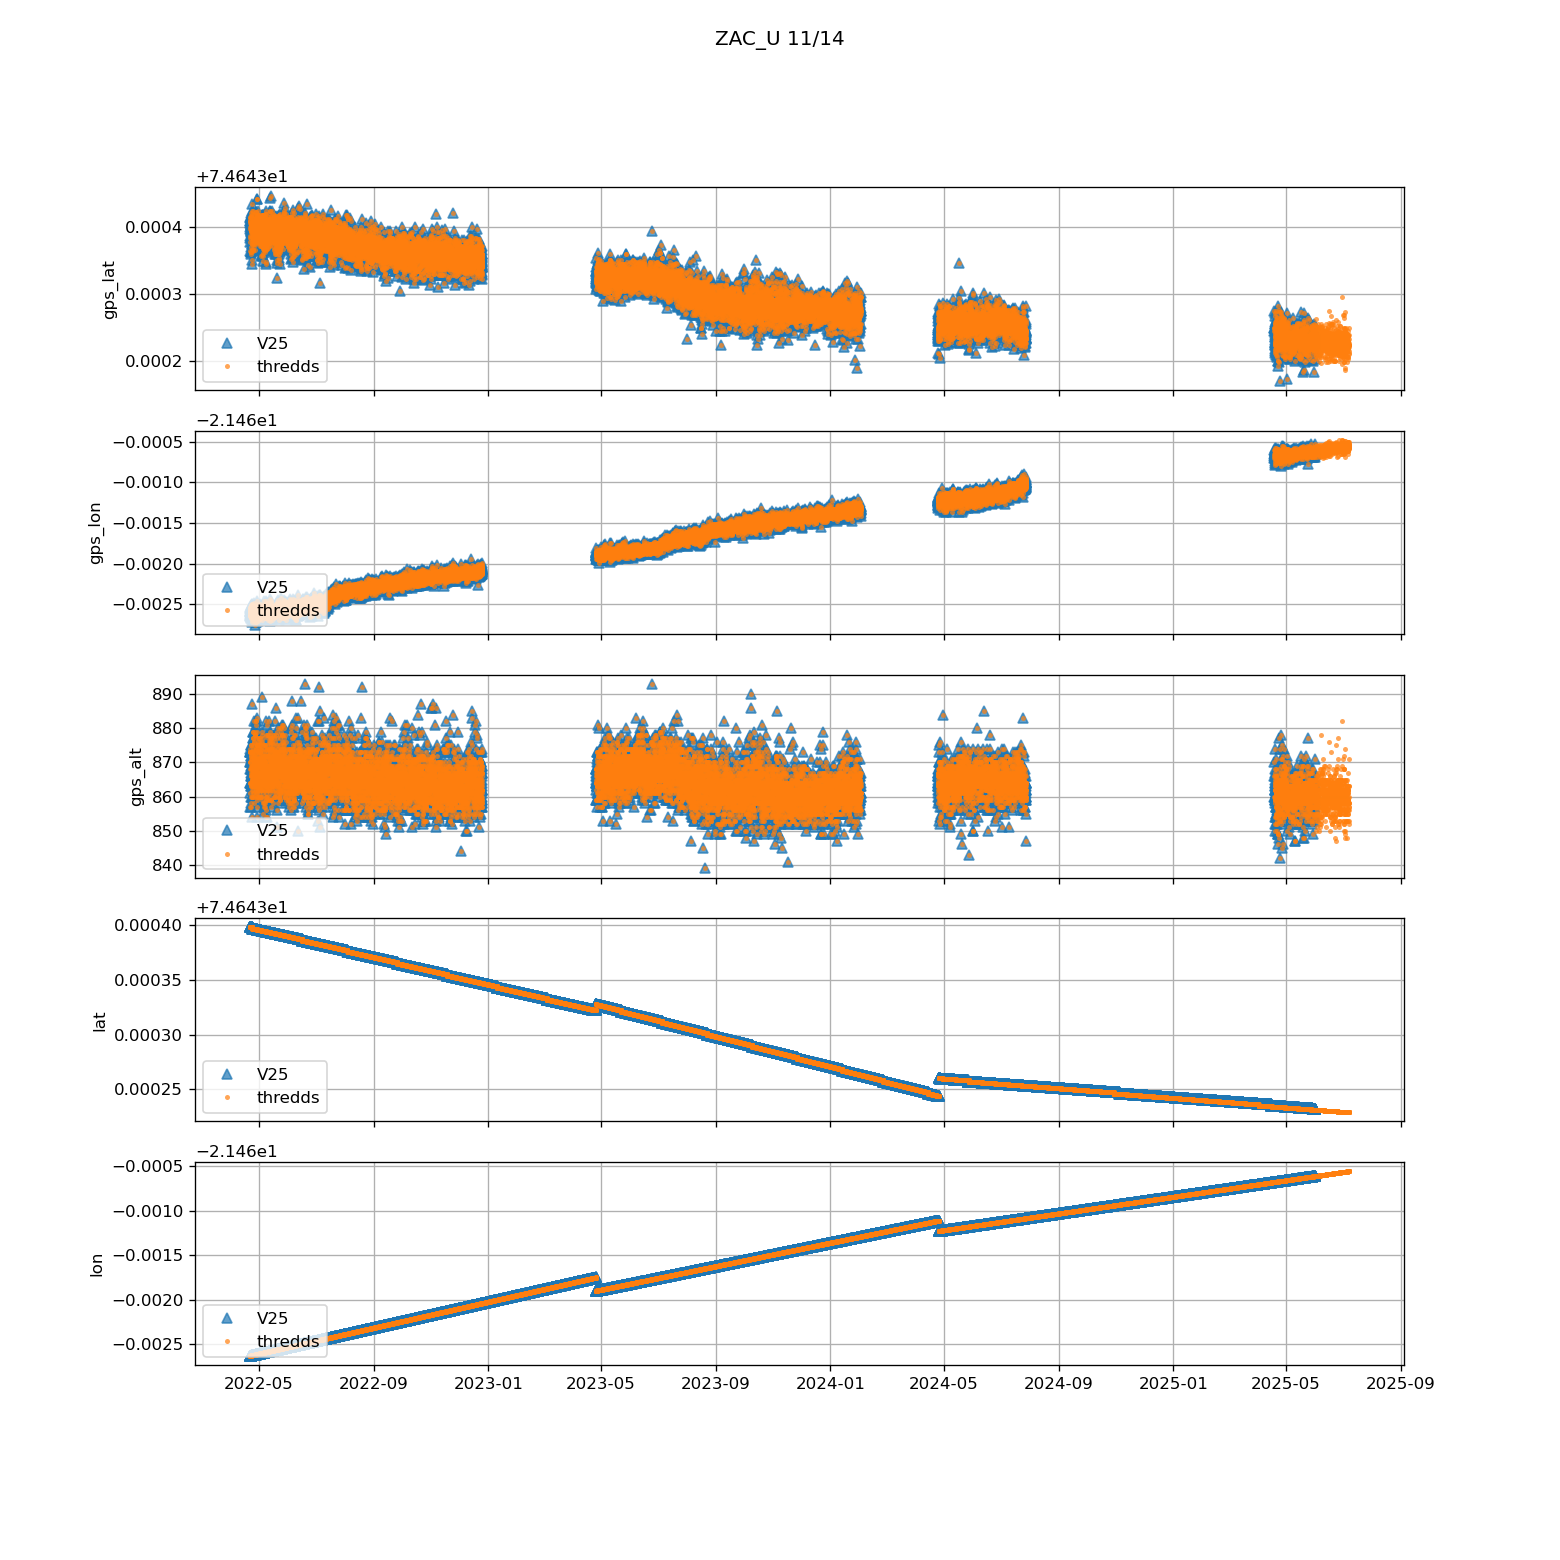 ZAC_U 11/14
+7.4643e1
0.0004
0.0003
0.0002
gps_lat
V25
thredds
−2.146e1
−0.0005
−0.0010
−0.0015
−0.0020
−0.0025
gps_lon
V25
thredds
890
880
870
860
850
840
gps_alt
V25
thredds
+7.4643e1
0.00040
0.00035
0.00030
0.00025
lat
V25
thredds
−2.146e1
−0.0005
−0.0010
−0.0015
−0.0020
−0.0025
lon
V25
thredds
2022-05 2022-09 2023-01 2023-05 2023-09 2024-01 2024-05 2024-09 2025-01 2025-05 2025-09